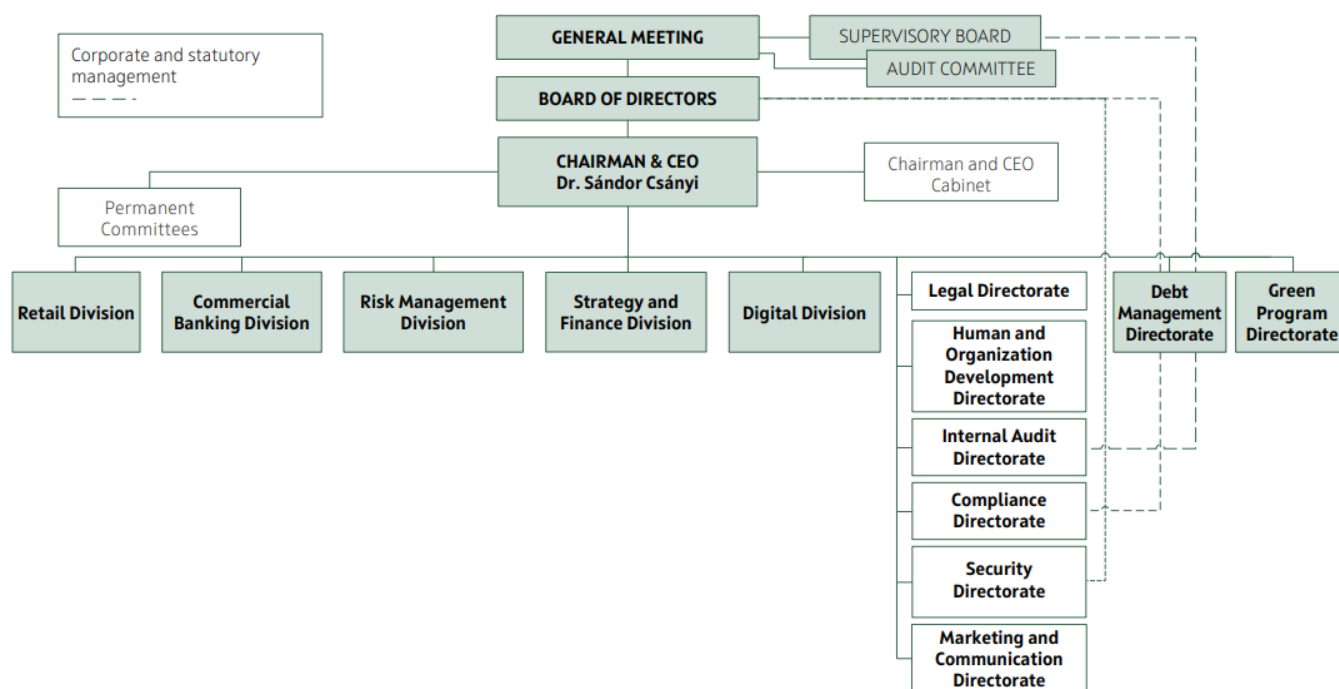 Corporate and statutory
management
GENERAL MEETING
SUPERVISORY BOARD
AUDIT COMMITTEE
BOARD OF DIRECTORS
CHAIRMAN & CEO
Dr. Sándor Csányi
Chairman and CEO
Cabinet
Permanent
Committees
Retail Division
Commercial
Banking Division
Risk Management
Division
Strategy and
Finance Division
Digital Division
Legal Directorate
Human and
Organization
Development
Directorate
Internal Audit
Directorate
Compliance
Directorate
Security
Directorate
Marketing and
Communication
Directorate
Debt
Management
Directorate
Green
Program
Directorate